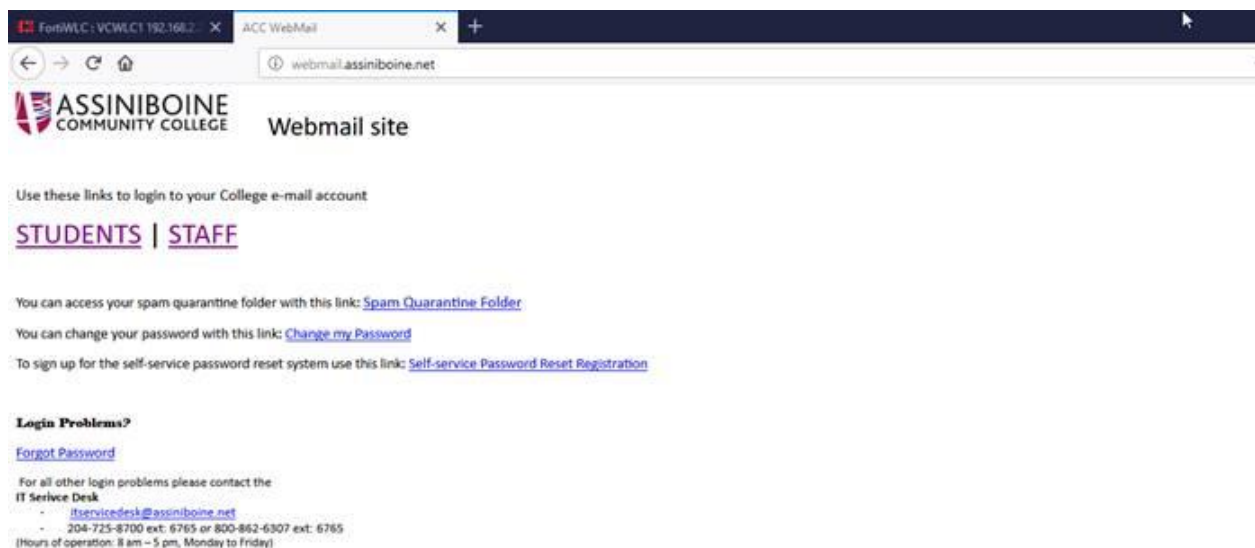 FortiWLC : VCWLC1 192.168.2
ACC WebMail
webmail.assiniboine.net
ASSINIBOINE
COMMUNITY COLLEGE
Webmail site
Use these links to login to your College e-mail account
STUDENTS | STAFF
You can access your spam quarantine folder with this link: Spam Quarantine Folder
You can change your password with this link: Change my Password
To sign up for the self-service password reset system use this link: Self-service Password Reset Registration
Login Problems?
Forgot Password
For all other login problems please contact the
IT Serivce Desk
- itservicedesk@assiniboine.net
- 204-725-8700 ext: 6765 or 800-862-6307 ext: 6765
(Hours of operation: 8 am – 5 pm, Monday to Friday)